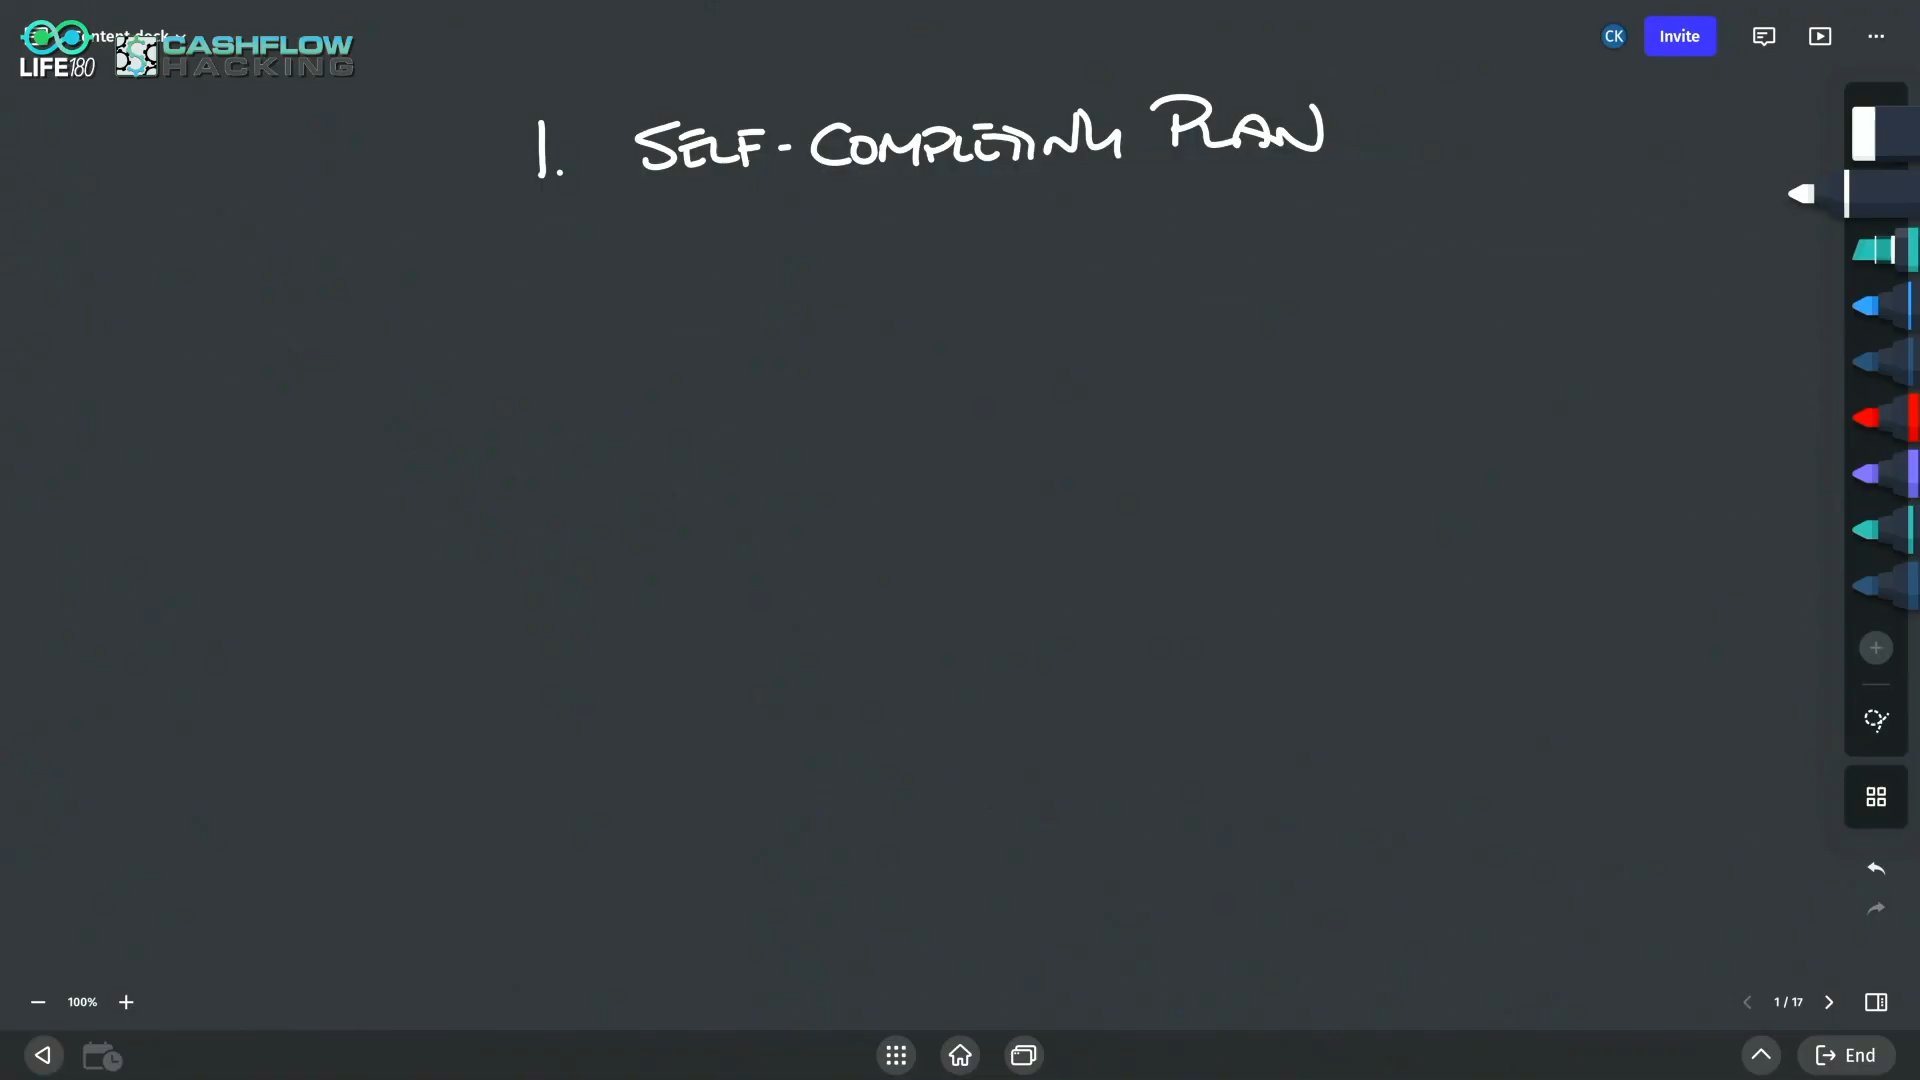 LIFE180
CASHFLOW
HACKING
CK
Invite
1. SELF-COMPLETING PLAN
100%
1 / 17
End